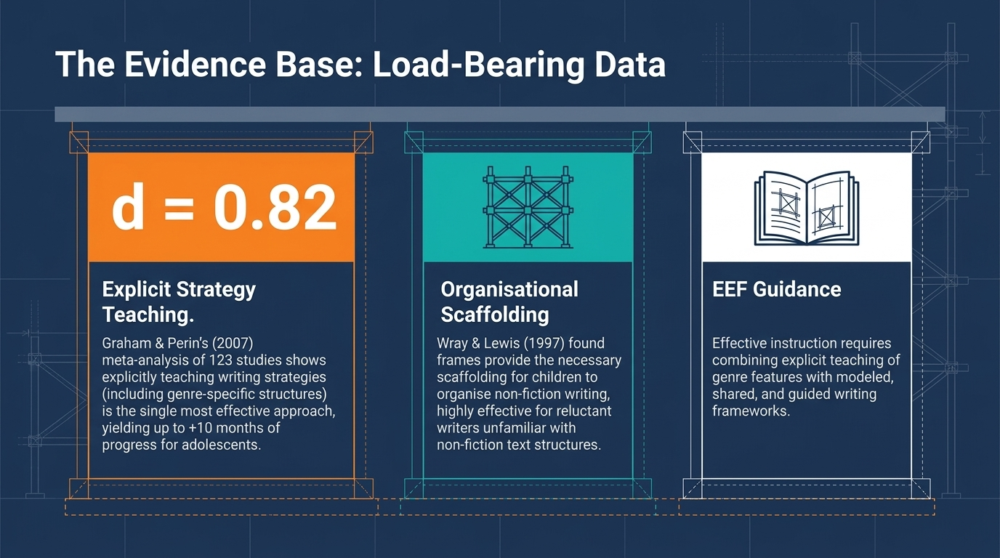 The Evidence Base: Load-Bearing Data
d = 0.82
Explicit Strategy
Teaching.
Graham & Perin's (2007)
meta-analysis of 123 studies shows
explicitly teaching writing strategies
(including genre-specific structures)
is the single most effective approach,
yielding up to +10 months of
progress for adolescents.
Organisational
Scaffolding
Wray & Lewis (1997) found
frames provide the necessary
scaffolding for children to
organise non-fiction writing,
highly effective for reluctant
writers unfamiliar with
non-fiction text structures.
EEF Guidance
Effective instruction requires
combining explicit teaching of
genre features with modeled,
shared, and guided writing
frameworks.